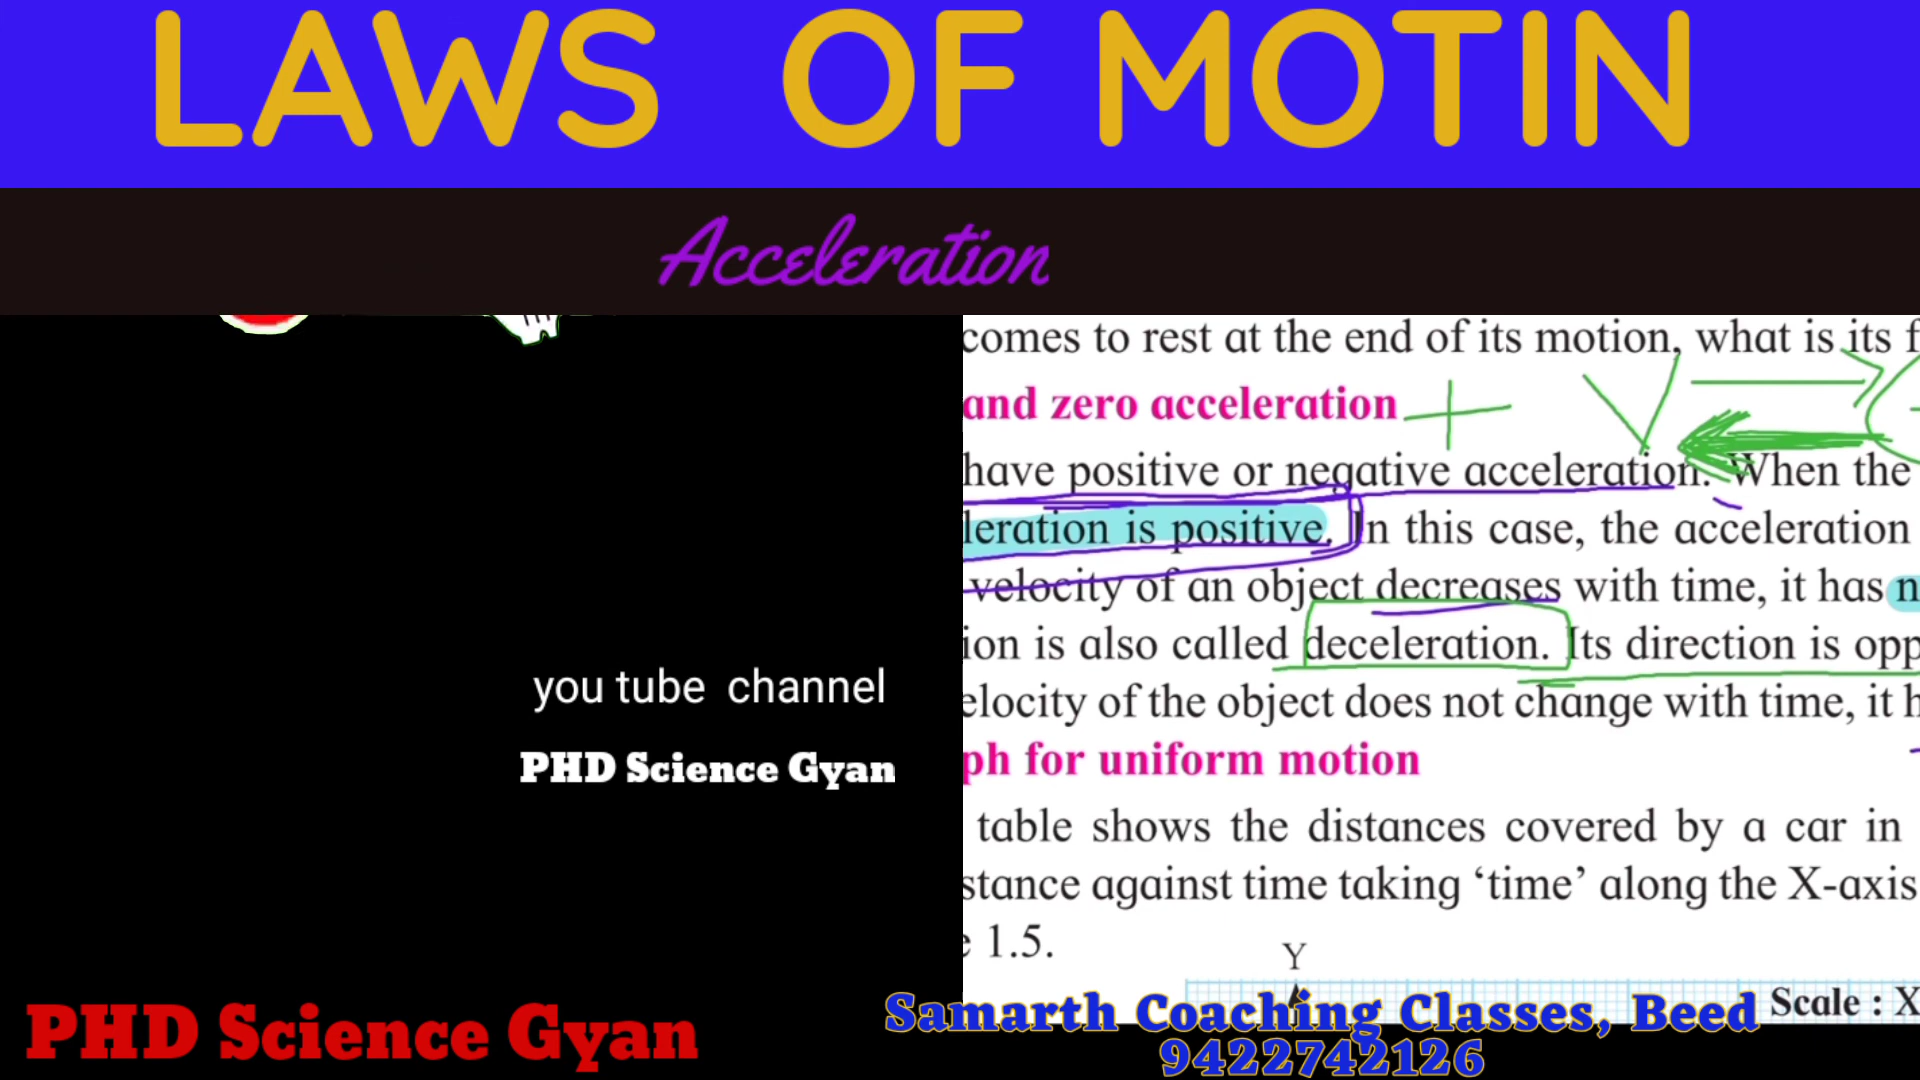 LAWS OF MOTIN
Acceleration
comes to rest at the end of its motion, what is its f
and zero acceleration + V
have positive or negative acceleration. When the
leration is positive. In this case, the acceleration
velocity of an object decreases with time, it has n
ion is also called deceleration. Its direction is opp
elocity of the object does not change with time, it h
ph for uniform motion
table shows the distances covered by a car in
stance against time taking ‘time’ along the X-axis
e 1.5.
Y
Scale : X
you tube channel
PHD Science Gyan
PHD Science Gyan
Samarth Coaching Classes, Beed
9422742126